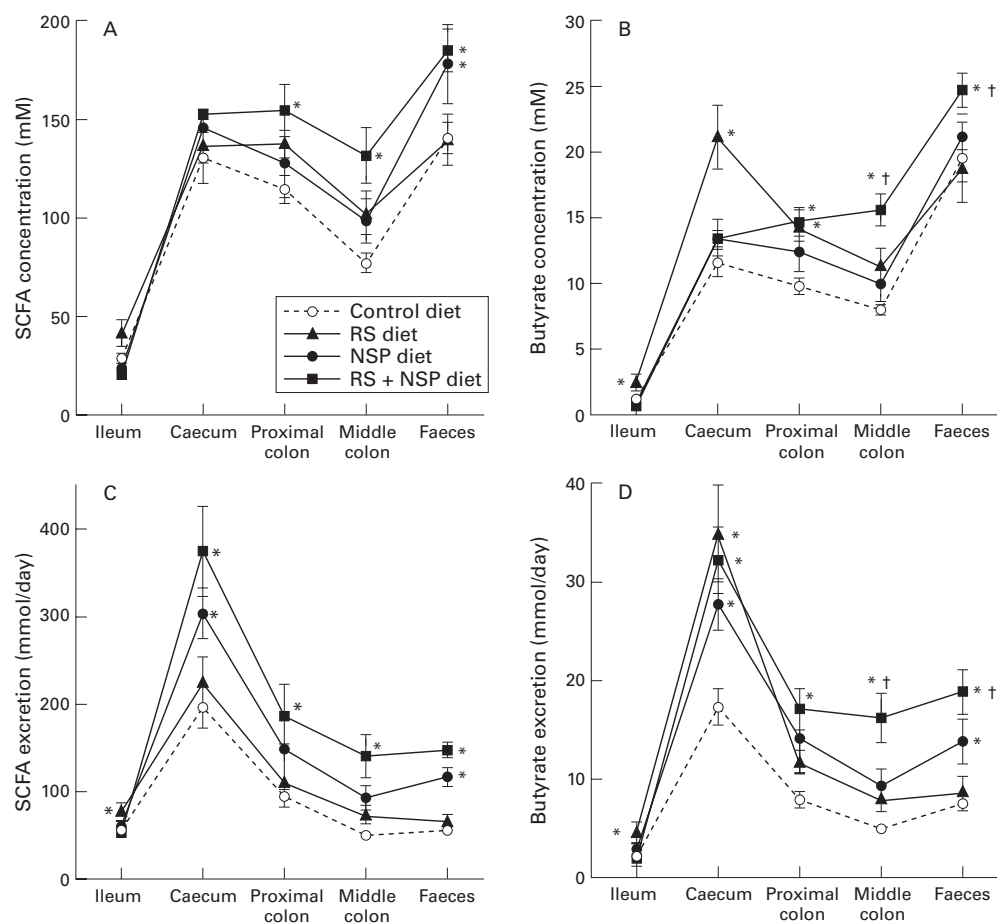 A
SCFA concentration (mM)
200
150
100
50
0
* 
*
*
*
Control diet
RS diet
NSP diet
RS + NSP diet
Ileum Caecum Proximal colon Middle colon Faeces
B
Butyrate concentration (mM)
30
25
20
15
10
5
0
* †
*
* †
*
*
*
Ileum Caecum Proximal colon Middle colon Faeces
C
SCFA excretion (mmol/day)
400
300
200
100
0
*
*
*
*
*
*
*
Ileum Caecum Proximal colon Middle colon Faeces
D
Butyrate excretion (mmol/day)
40
30
20
10
0
*
*
*
*
* †
* †
*
*
Ileum Caecum Proximal colon Middle colon Faeces